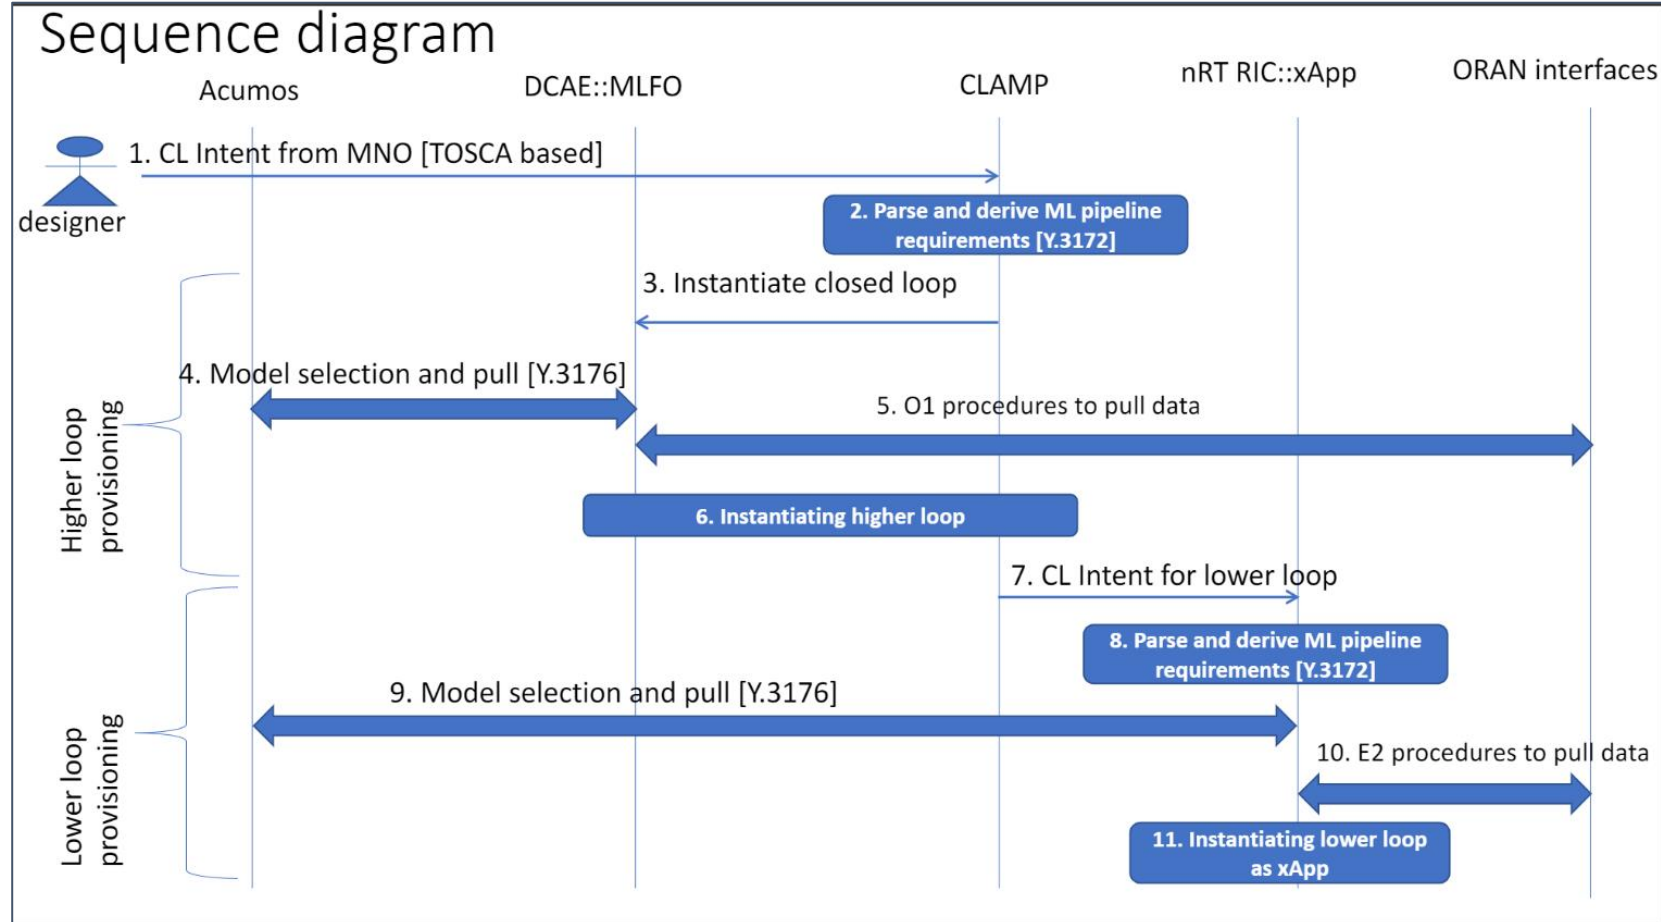 Sequence diagram
Acumos
DCAE::MLFO
CLAMP
nRT RIC::xApp
ORAN interfaces
designer
1. CL Intent from MNO [TOSCA based]
2. Parse and derive ML pipeline
requirements [Y.3172]
3. Instantiate closed loop
Higher loop
provisioning
4. Model selection and pull [Y.3176]
5. O1 procedures to pull data
6. Instantiating higher loop
7. CL Intent for lower loop
8. Parse and derive ML pipeline
requirements [Y.3172]
Lower loop
provisioning
9. Model selection and pull [Y.3176]
10. E2 procedures to pull data
11. Instantiating lower loop
as xApp